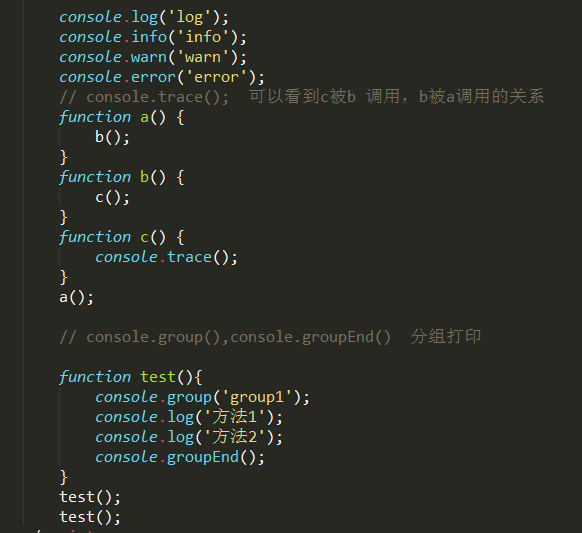 console.log('log');
console.info('info');
console.warn('warn');
console.error('error');
// console.trace();  可以看到c被b 调用，b被a调用的关系
function a() {
b();
}
function b() {
c();
}
function c() {
console.trace();
}
a();
// console.group(),console.groupEnd()  分组打印
function test(){
console.group('group1');
console.log('方法1');
console.log('方法2');
console.groupEnd();
}
test();
test();